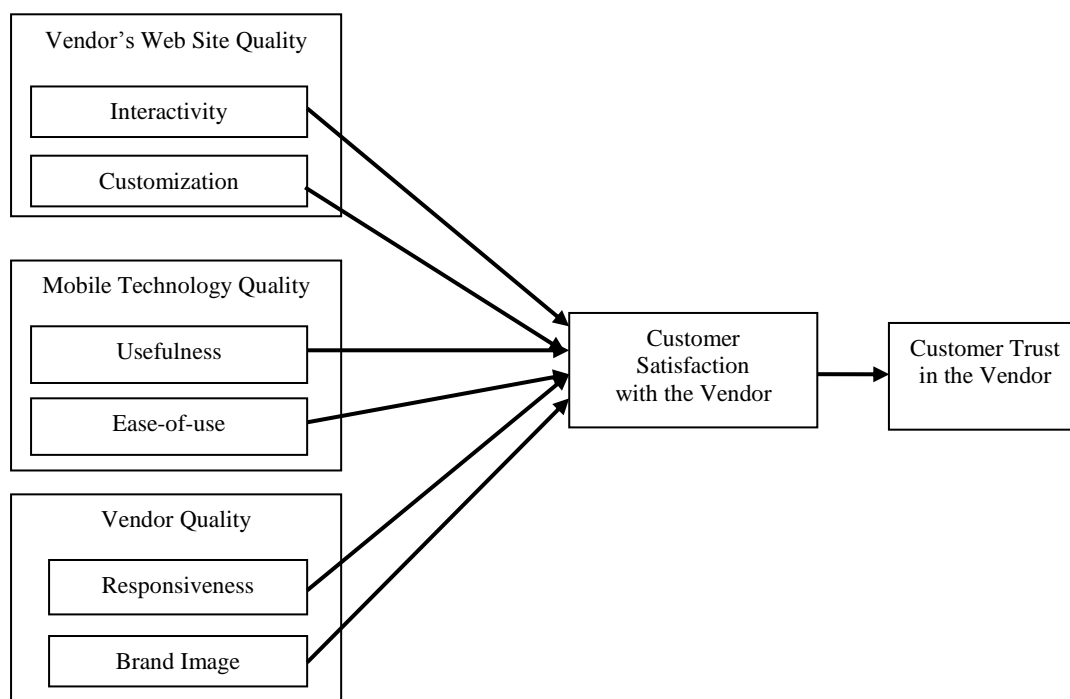 Vendor’s Web Site Quality
Interactivity
Customization
Mobile Technology Quality
Usefulness
Ease-of-use
Vendor Quality
Responsiveness
Brand Image
Customer
Satisfaction
with the Vendor
Customer Trust
in the Vendor